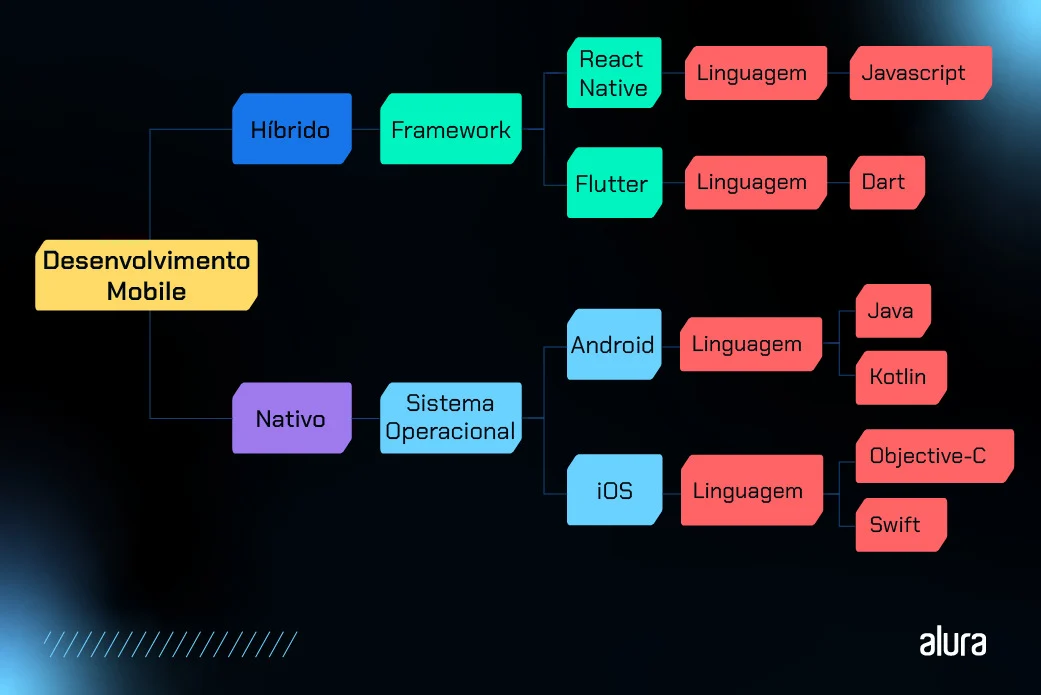 React
Native
Linguagem
Javascript
Híbrido
Framework
Flutter
Linguagem
Dart
Desenvolvimento
Mobile
Android
Linguagem
Java
Kotlin
Nativo
Sistema
Operacional
iOS
Linguagem
Objective-C
Swift
alura